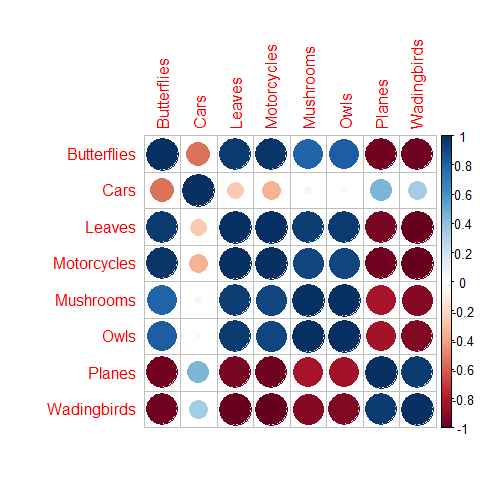 Butterflies
Cars
Leaves
Motorcycles
Mushrooms
Owls
Planes
Wadingbirds
Butterflies
Cars
Leaves
Motorcycles
Mushrooms
Owls
Planes
Wadingbirds
1
0.8
0.6
0.4
0.2
0
-0.2
-0.4
-0.6
-0.8
-1